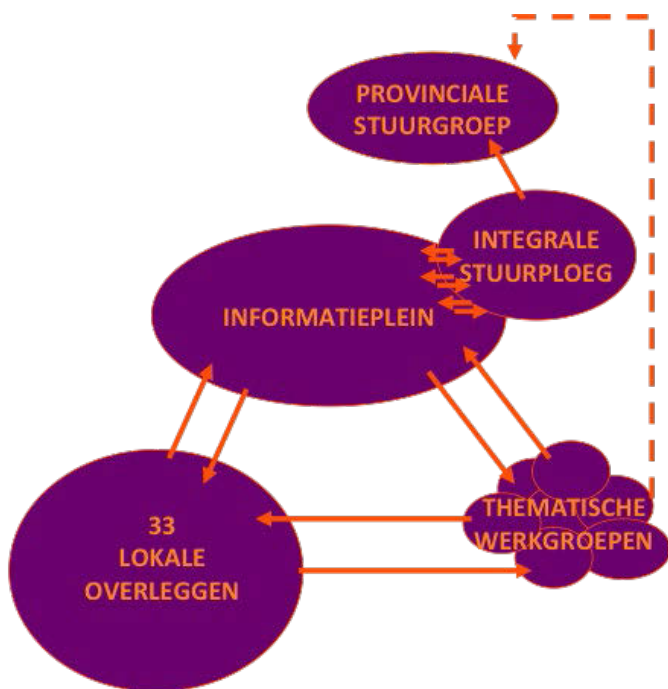 PROVINCIALE
STUURGROEP
INTEGRALE
STUURPLOEG
INFORMATIEPLEIN
33
LOKALE
OVERLEGGEN
THEMATISCHE
WERKGROEPEN